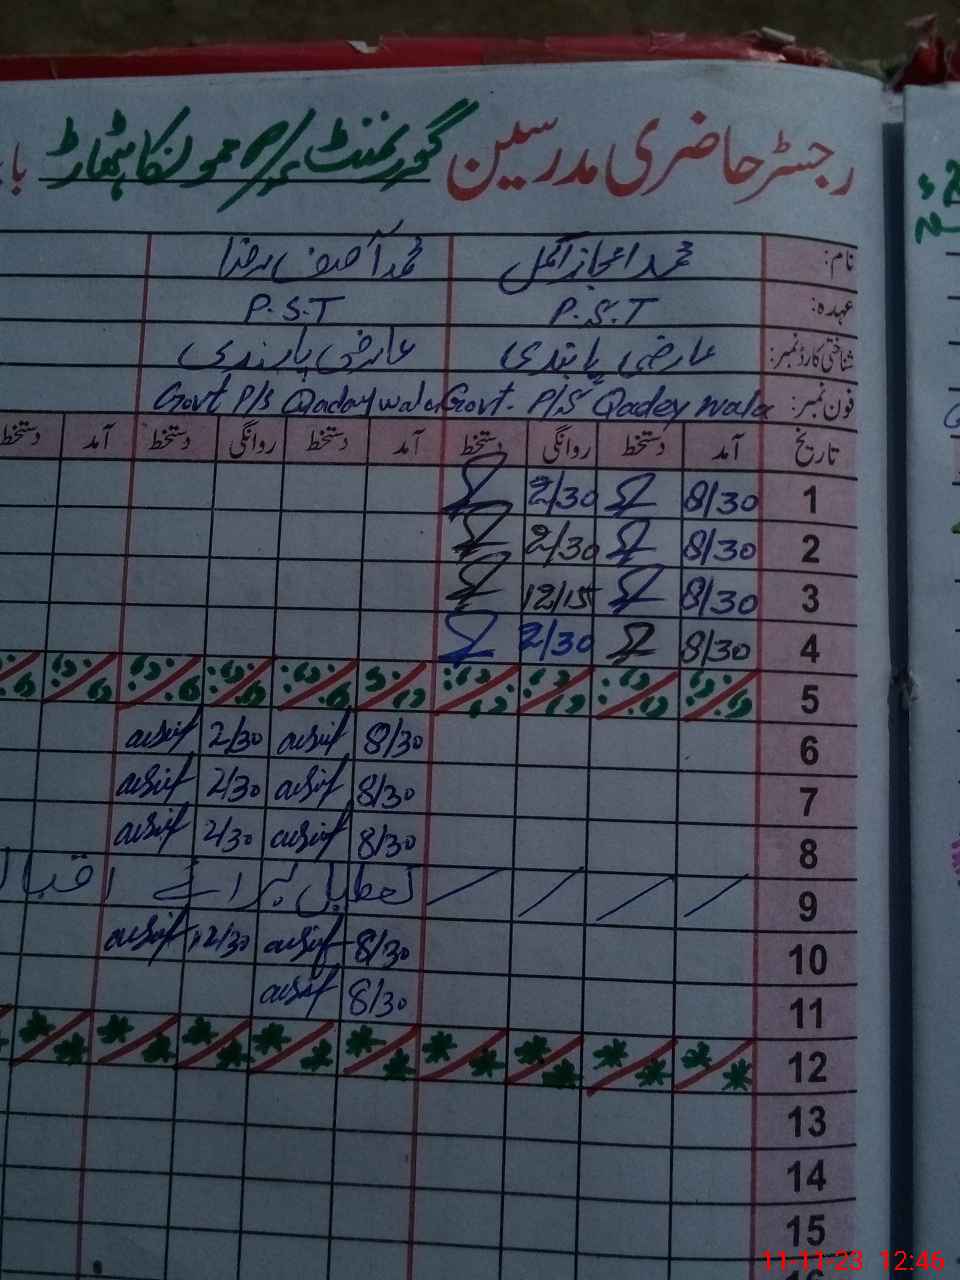 رجسٹر حاضری مدرسین گورنمنٹ
نام: محمد اعجاز اکمل محمد آصف رضا
عہدہ: P.S.T P.S.T
شناختی کارڈ نمبر: عارضی پابندی عارضی پابندی
فون نمبر: Govt. P/S Qadey wala Govt P/S Qaday wala
تاریخ آمد دستخط روانگی دستخط آمد دستخط روانگی دستخط آمد دستخط
1 8/30 2/30
2 8/30 2/30
3 8/30 12/15
4 8/30 2/30
5
6 8/30 asif 2/30 asif
7 8/30 asif 2/30 asif
8 8/30 asif 2/30 asif
9 تعطیل برائے اقبال
10 8/30 asif 12/30 asif
11 8/30 asif
12
13
14
15
11-11-23 12:46